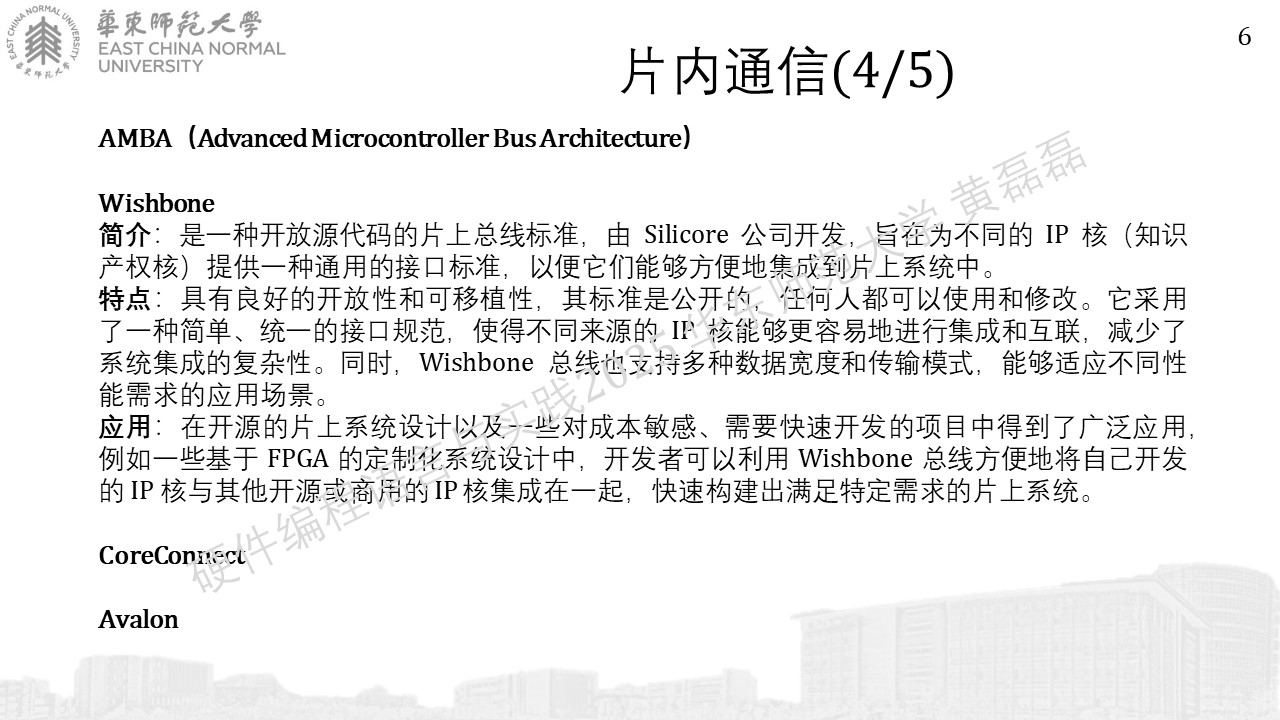 EAST CHINA NORMAL UNIVERSITY
華東師範大學
華東師範大學
EAST CHINA NORMAL
UNIVERSITY
6
片内通信(4/5)
AMBA（Advanced Microcontroller Bus Architecture）
Wishbone
简介：是一种开放源代码的片上总线标准，由 Silicore 公司开发，旨在为不同的 IP 核（知识
产权核）提供一种通用的接口标准，以便它们能够方便地集成到片上系统中。
特点：具有良好的开放性和可移植性，其标准是公开的，任何人都可以使用和修改。它采用
了一种简单、统一的接口规范，使得不同来源的 IP 核能够更容易地进行集成和互联，减少了
系统集成的复杂性。同时，Wishbone 总线也支持多种数据宽度和传输模式，能够适应不同性
能需求的应用场景。
应用：在开源的片上系统设计以及一些对成本敏感、需要快速开发的项目中得到了广泛应用，
例如一些基于 FPGA 的定制化系统设计中，开发者可以利用 Wishbone 总线方便地将自己开发
的 IP 核与其他开源或商用的 IP 核集成在一起，快速构建出满足特定需求的片上系统。
CoreConnect
Avalon
硬件编程语言与实践2025 华东师范大学 黄磊磊